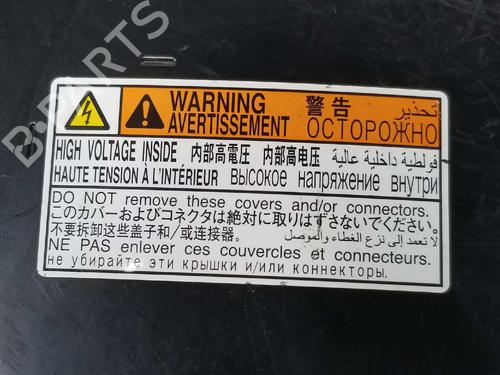 B-PARTS
WARNING 警告 تحذير
AVERTISSEMENT ОСТОРОЖНО
HIGH VOLTAGE INSIDE 内部高電圧 内部高电压 فولطية داخلية عالية
HAUTE TENSION À L'INTÉRIEUR высокое напряжение внутри
DO NOT remove these covers and/or connectors.
このカバーおよびコネクタは絶対に取りはずさないでください。
不要拆卸这些盖子和/或连接器。 لا تعمد إلى نزع الغطاء والموصل
NE PAS enlever ces couvercles et connecteurs.
не убирайте эти крышки и/или коннекторы.